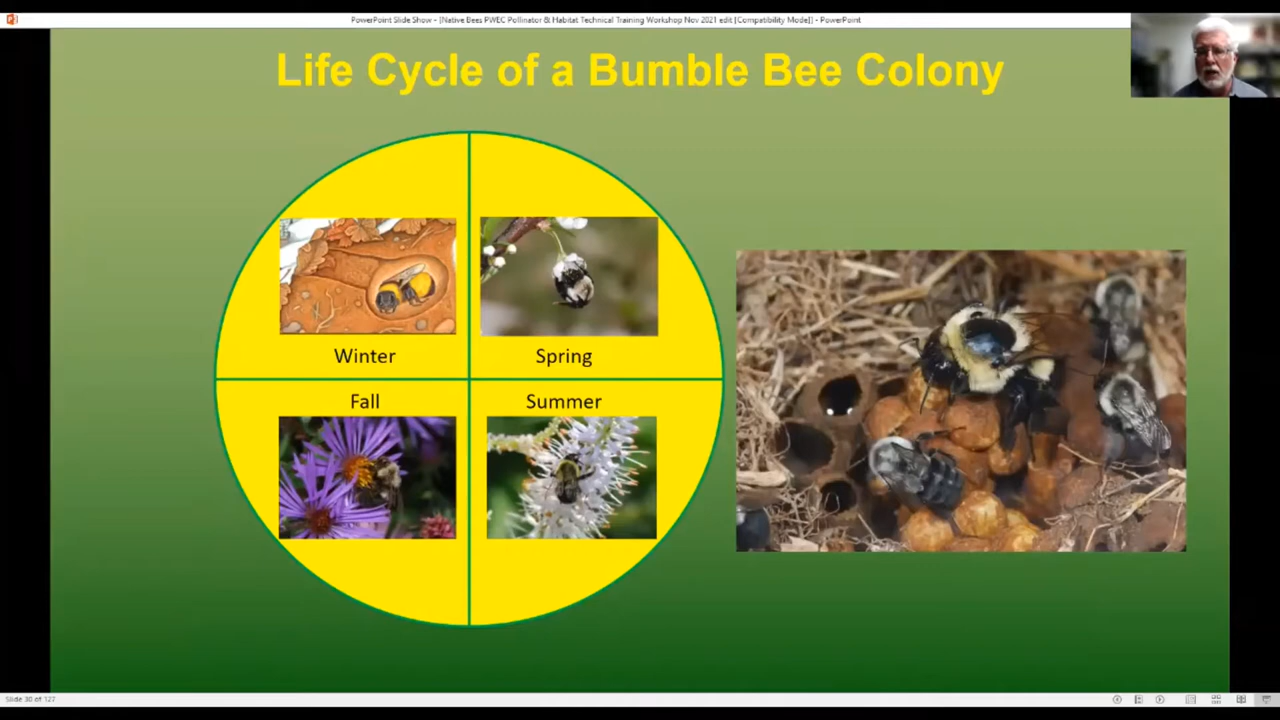 PowerPoint Slide Show - [Native Bees PWEC Pollinator & Habitat Technical Training Workshop Nov 2021 edit [Compatibility Mode]] - PowerPoint
Life Cycle of a Bumble Bee Colony
Winter
Spring
Fall
Summer
Slide 30 of 127